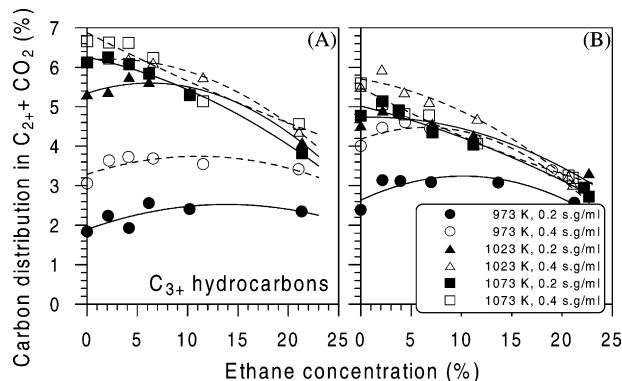 Carbon distribution in C2+ + CO2 (%)
7
6
5
4
3
2
1
0
(A)
(B)
C3+ hydrocarbons
973 K, 0.2 s.g/ml
973 K, 0.4 s.g/ml
1023 K, 0.2 s.g/ml
1023 K, 0.4 s.g/ml
1073 K, 0.2 s.g/ml
1073 K, 0.4 s.g/ml
0 5 10 15 20 25 0 5 10 15 20 25
Ethane concentration (%)